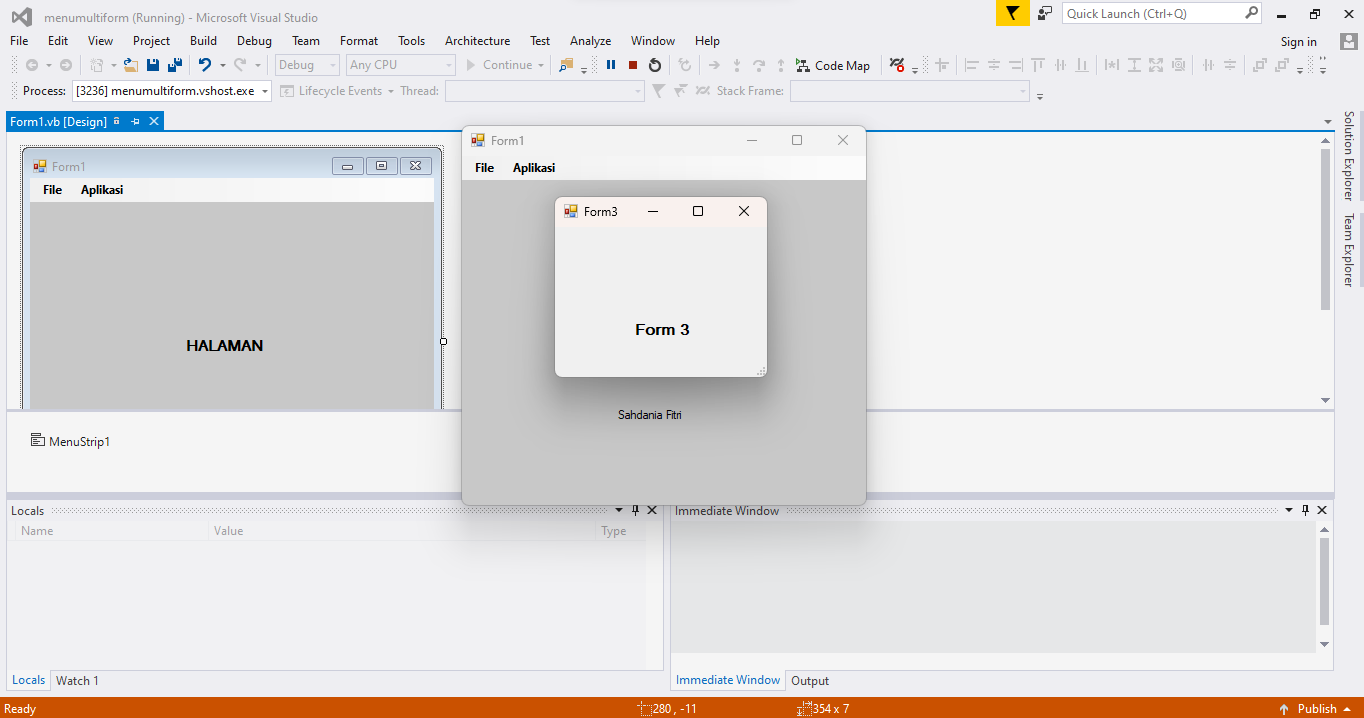 menumultiform (Running) - Microsoft Visual Studio
Quick Launch (Ctrl+Q)
File Edit View Project Build Debug Team Format Tools Architecture Test Analyze Window Help
Sign in
Debug Any CPU Continue Code Map
Process: [3236] menumultiform.vshost.exe Lifecycle Events Thread: Stack Frame:
Form1.vb [Design]
Form1
File Aplikasi
HALAMAN
MenuStrip1
Form1
File Aplikasi
Form3
Form 3
Sahdania Fitri
Solution Explorer
Team Explorer
Locals
Name Value Type
Locals Watch 1
Immediate Window
Immediate Window Output
Ready 280 , -11 354 x 7 Publish